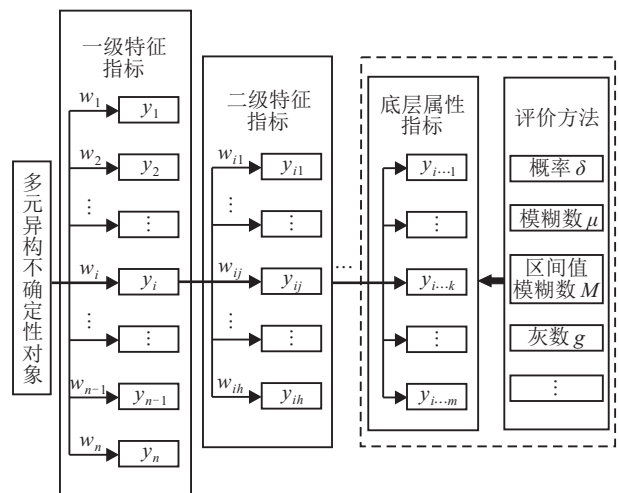 多元异构不确定性对象
一级特征
指标
w₁
y₁
w₂
y₂
⋮
⋮
wᵢ
yᵢ
⋮
⋮
wₙ₋₁
yₙ₋₁
wₙ
yₙ
二级特征
指标
wᵢ₁
yᵢ₁
⋮
⋮
wᵢⱼ
yᵢⱼ
⋮
⋮
wᵢₕ
yᵢₕ
…
底层属性
指标
y_{i…1}
⋮
y_{i…k}
⋮
y_{i…m}
评价方法
概率 δ
模糊数 μ
区间值
模糊数 M
灰数 g
⋮